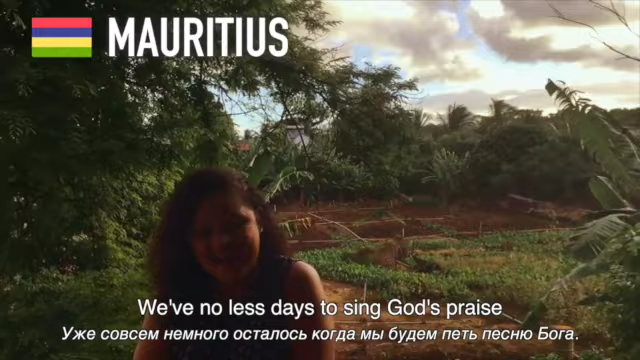 MAURITIUS
We've no less days to sing God's praise
Уже совсем немного осталось когда мы будем петь песню Бога.